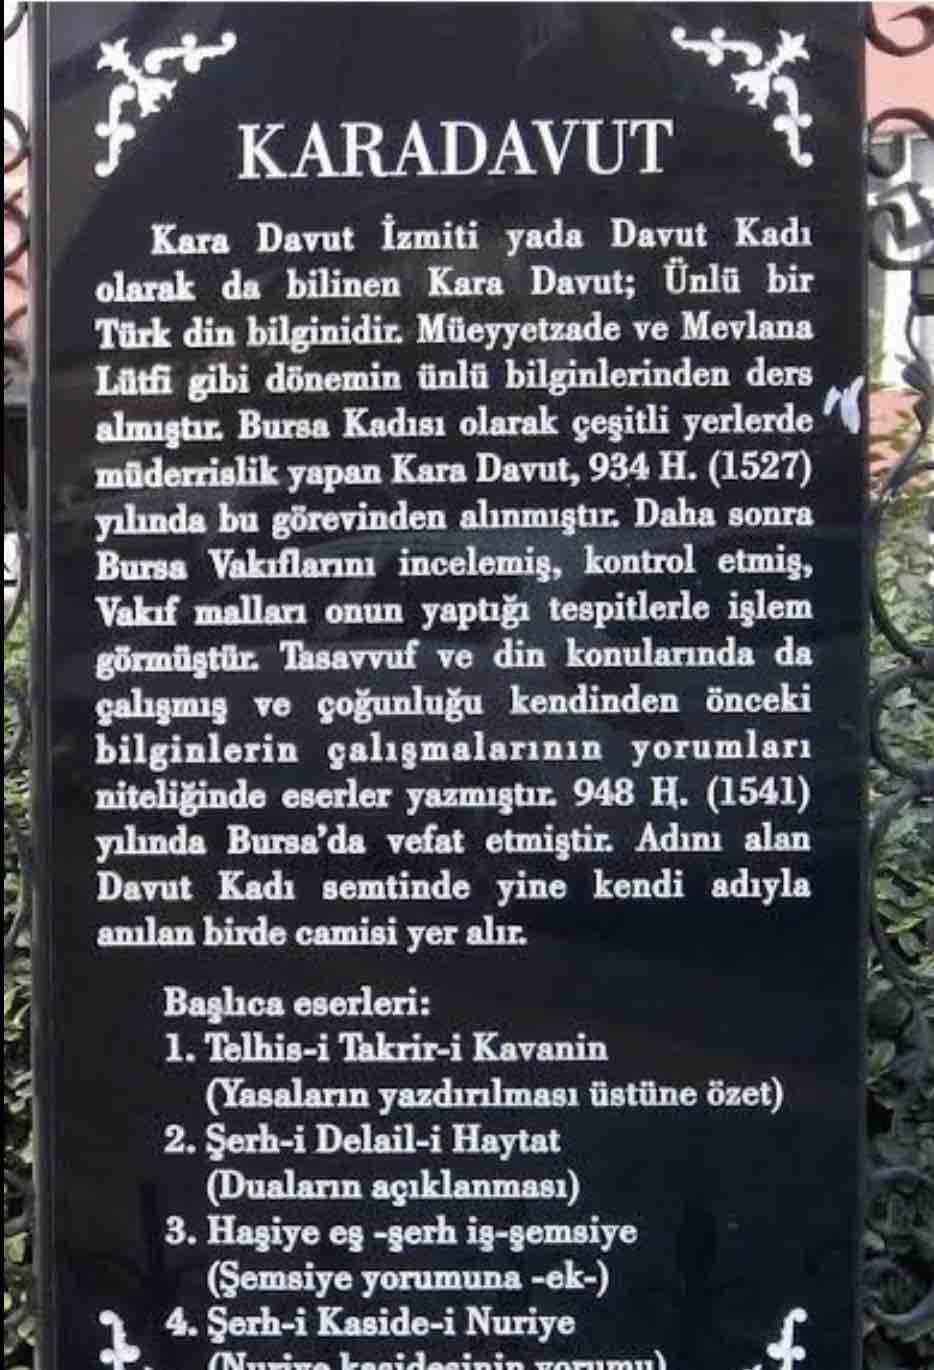 KARADAVUT
Kara Davut İzmiti yada Davut Kadı
olarak da bilinen Kara Davut; Ünlü bir
Türk din bilginidir. Müeyyetzade ve Mevlana
Lütfi gibi dönemin ünlü bilginlerinden ders
almıştır. Bursa Kadısı olarak çeşitli yerlerde
müderrislik yapan Kara Davut, 934 H. (1527)
yılında bu görevinden alınmıştır. Daha sonra
Bursa Vakıflarını incelemiş, kontrol etmiş,
Vakıf malları onun yaptığı tespitlerle işlem
görmüştür. Tasavvuf ve din konularında da
çalışmış ve çoğunluğu kendinden önceki
bilginlerin çalışmalarının yorumları
niteliğinde eserler yazmıştır. 948 H. (1541)
yılında Bursa'da vefat etmiştir. Adını alan
Davut Kadı semtinde yine kendi adıyla
anılan birde camisi yer alır.
Başlıca eserleri:
1. Telhis-i Takrir-i Kavanin
(Yasaların yazdırılması üstüne özet)
2. Şerh-i Delail-i Haytat
(Duaların açıklanması)
3. Haşiye eş -şerh iş-şemsiye
(Şemsiye yorumuna -ek-)
4. Şerh-i Kaside-i Nuriye
(Nuriye kasidesinin yorumu)